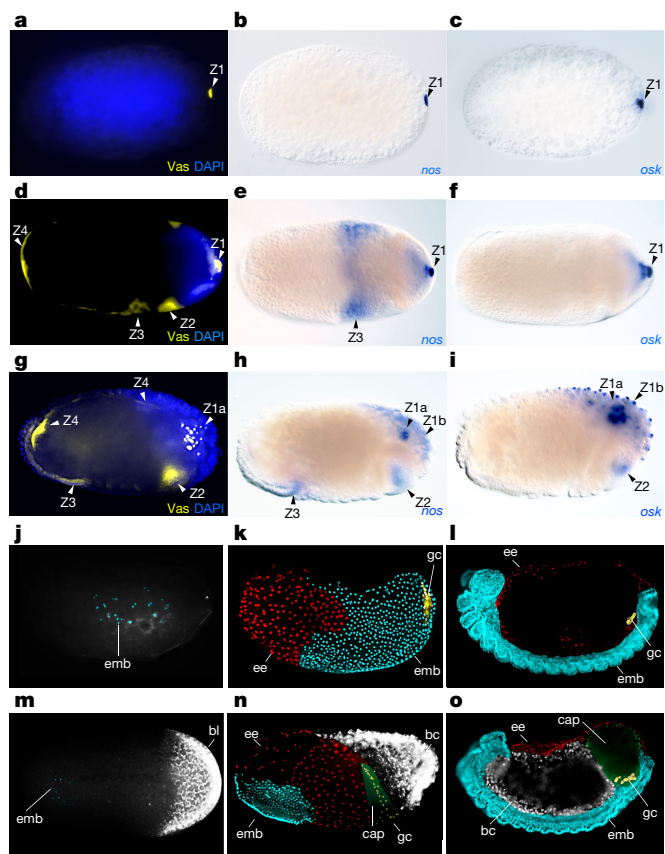 a
Z1
Vas DAPI
b
Z1
nos
c
Z1
osk
d
Z4
Z1
Z3
Z2
Vas DAPI
e
Z1
Z3
nos
f
Z1
osk
g
Z4
Z4
Z1a
Z3
Z2
Vas DAPI
h
Z1a
Z1b
Z3
Z2
nos
i
Z1a
Z1b
Z2
osk
j
emb
k
gc
ee
emb
l
ee
gc
emb
m
bl
emb
n
ee
bc
emb
cap
gc
o
cap
ee
gc
bc
emb